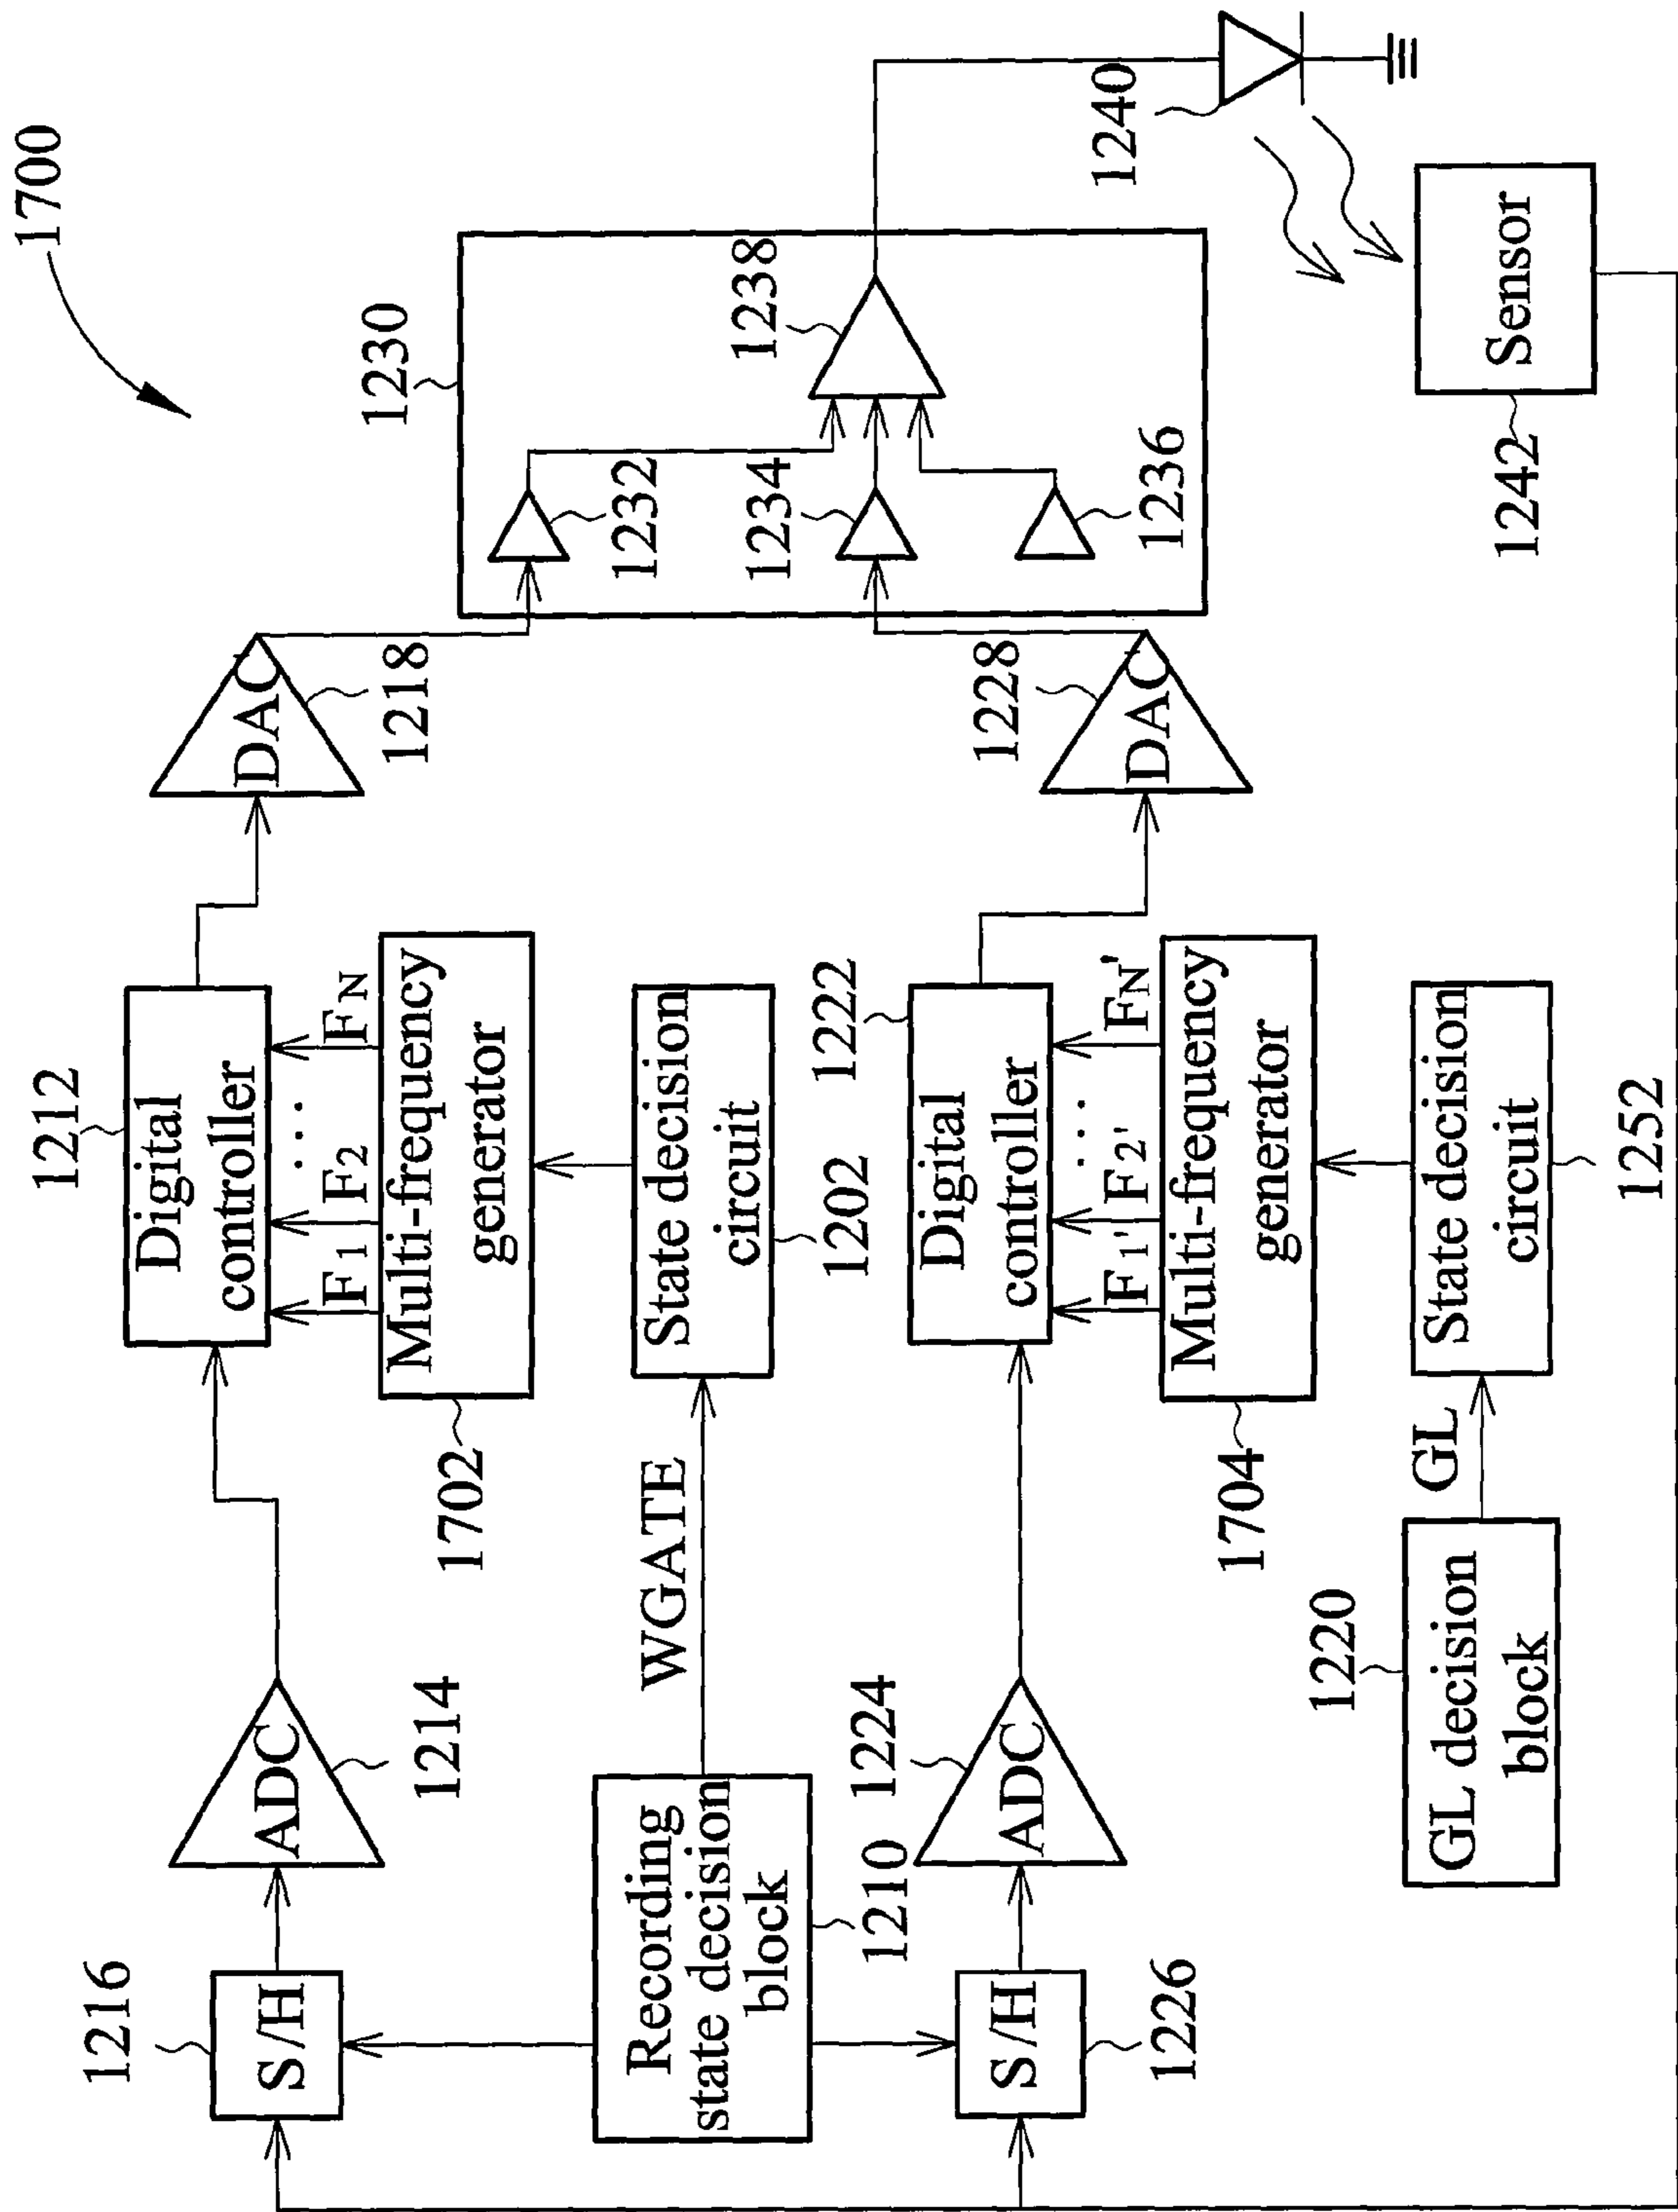 1700
1216
S/H
1214
ADC
1212
Digital
controller
F1
F2
....
FN
1702
Multi-frequency
generator
1218
DAC
1230
1232
1234
1236
1238
1240
Recording
state decision
block
1210
WGATE
State decision
circuit
1202
1226
S/H
1224
ADC
1222
Digital
controller
F1'
F2'
....
FN'
1704
Multi-frequency
generator
1228
DAC
1220
GL decision
block
GL
State decision
circuit
1252
Sensor
1242